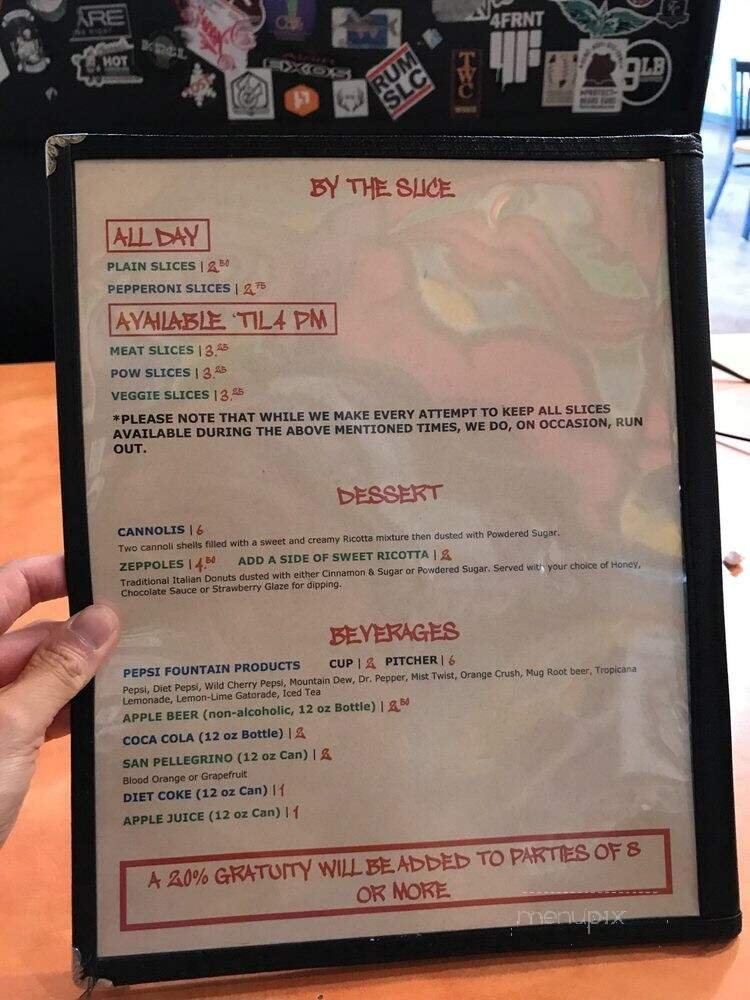 ARE
HOT
EXOS
RUM
SLC
TWC
4FRNT
9LB
BY THE SLICE
ALL DAY
PLAIN SLICES | 2.50
PEPPERONI SLICES | 2.75
AVAILABLE 'TIL 4 PM
MEAT SLICES | 3.25
POW SLICES | 3.25
VEGGIE SLICES | 3.25
*PLEASE NOTE THAT WHILE WE MAKE EVERY ATTEMPT TO KEEP ALL SLICES
AVAILABLE DURING THE ABOVE MENTIONED TIMES, WE DO, ON OCCASION, RUN
OUT.
DESSERT
CANNOLIS | 6
Two cannoli shells filled with a sweet and creamy Ricotta mixture then dusted with Powdered Sugar.
ZEPPOLES | 4.50 ADD A SIDE OF SWEET RICOTTA | 2
Traditional Italian Donuts dusted with either Cinnamon & Sugar or Powdered Sugar. Served with your choice of Honey,
Chocolate Sauce or Strawberry Glaze for dipping.
BEVERAGES
PEPSI FOUNTAIN PRODUCTS CUP | 2 PITCHER | 6
Pepsi, Diet Pepsi, Wild Cherry Pepsi, Mountain Dew, Dr. Pepper, Mist Twist, Orange Crush, Mug Root beer, Tropicana
Lemonade, Lemon-Lime Gatorade, Iced Tea
APPLE BEER (non-alcoholic, 12 oz Bottle) | 2.50
COCA COLA (12 oz Bottle) | 2
SAN PELLEGRINO (12 oz Can) | 2
Blood Orange or Grapefruit
DIET COKE (12 oz Can) | 1
APPLE JUICE (12 oz Can) | 1
A 20% GRATUITY WILL BE ADDED TO PARTIES OF 8
OR MORE
menupix